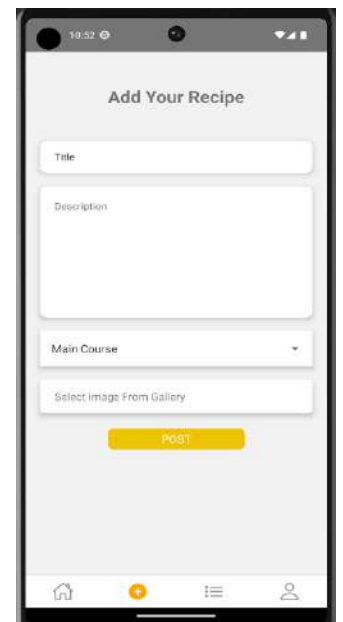 10:52
Add Your Recipe
Title
Description
Main Course
Select Image From Gallery
POST